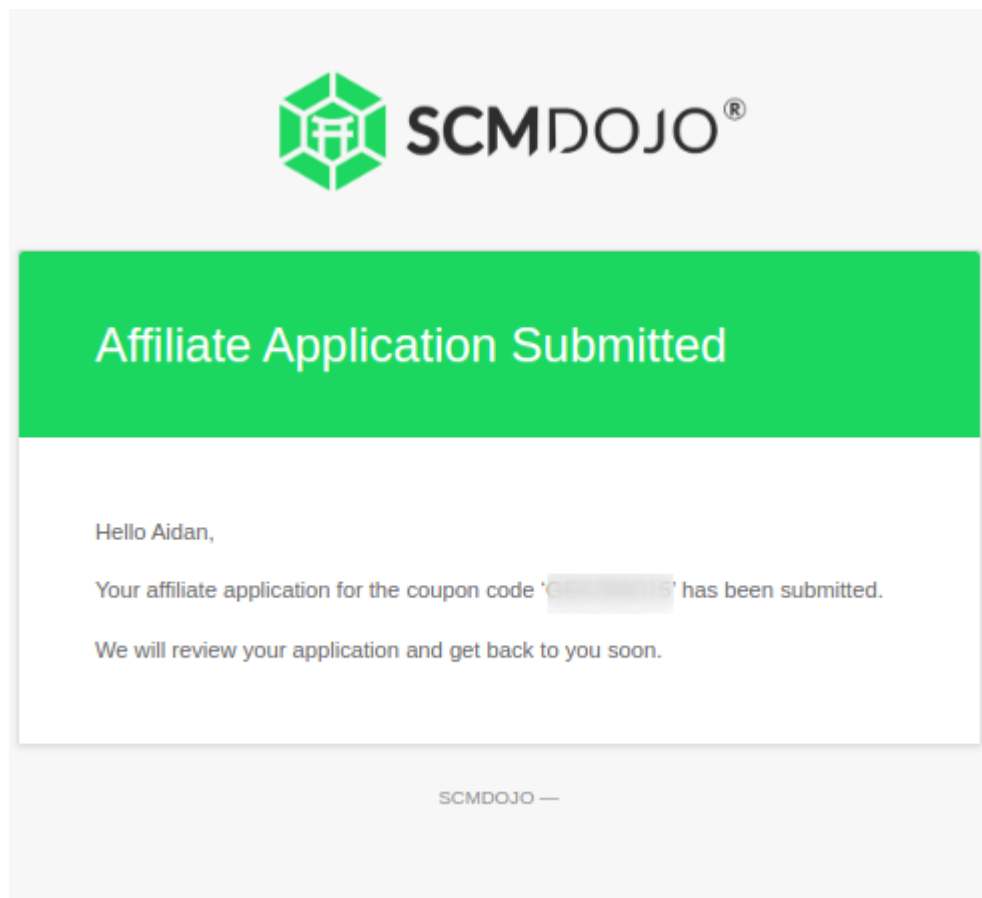 SCMDOJO®
Affiliate Application Submitted
Hello Aidan,
Your affiliate application for the coupon code ‘ ’ has been submitted.
We will review your application and get back to you soon.
SCMDOJO —